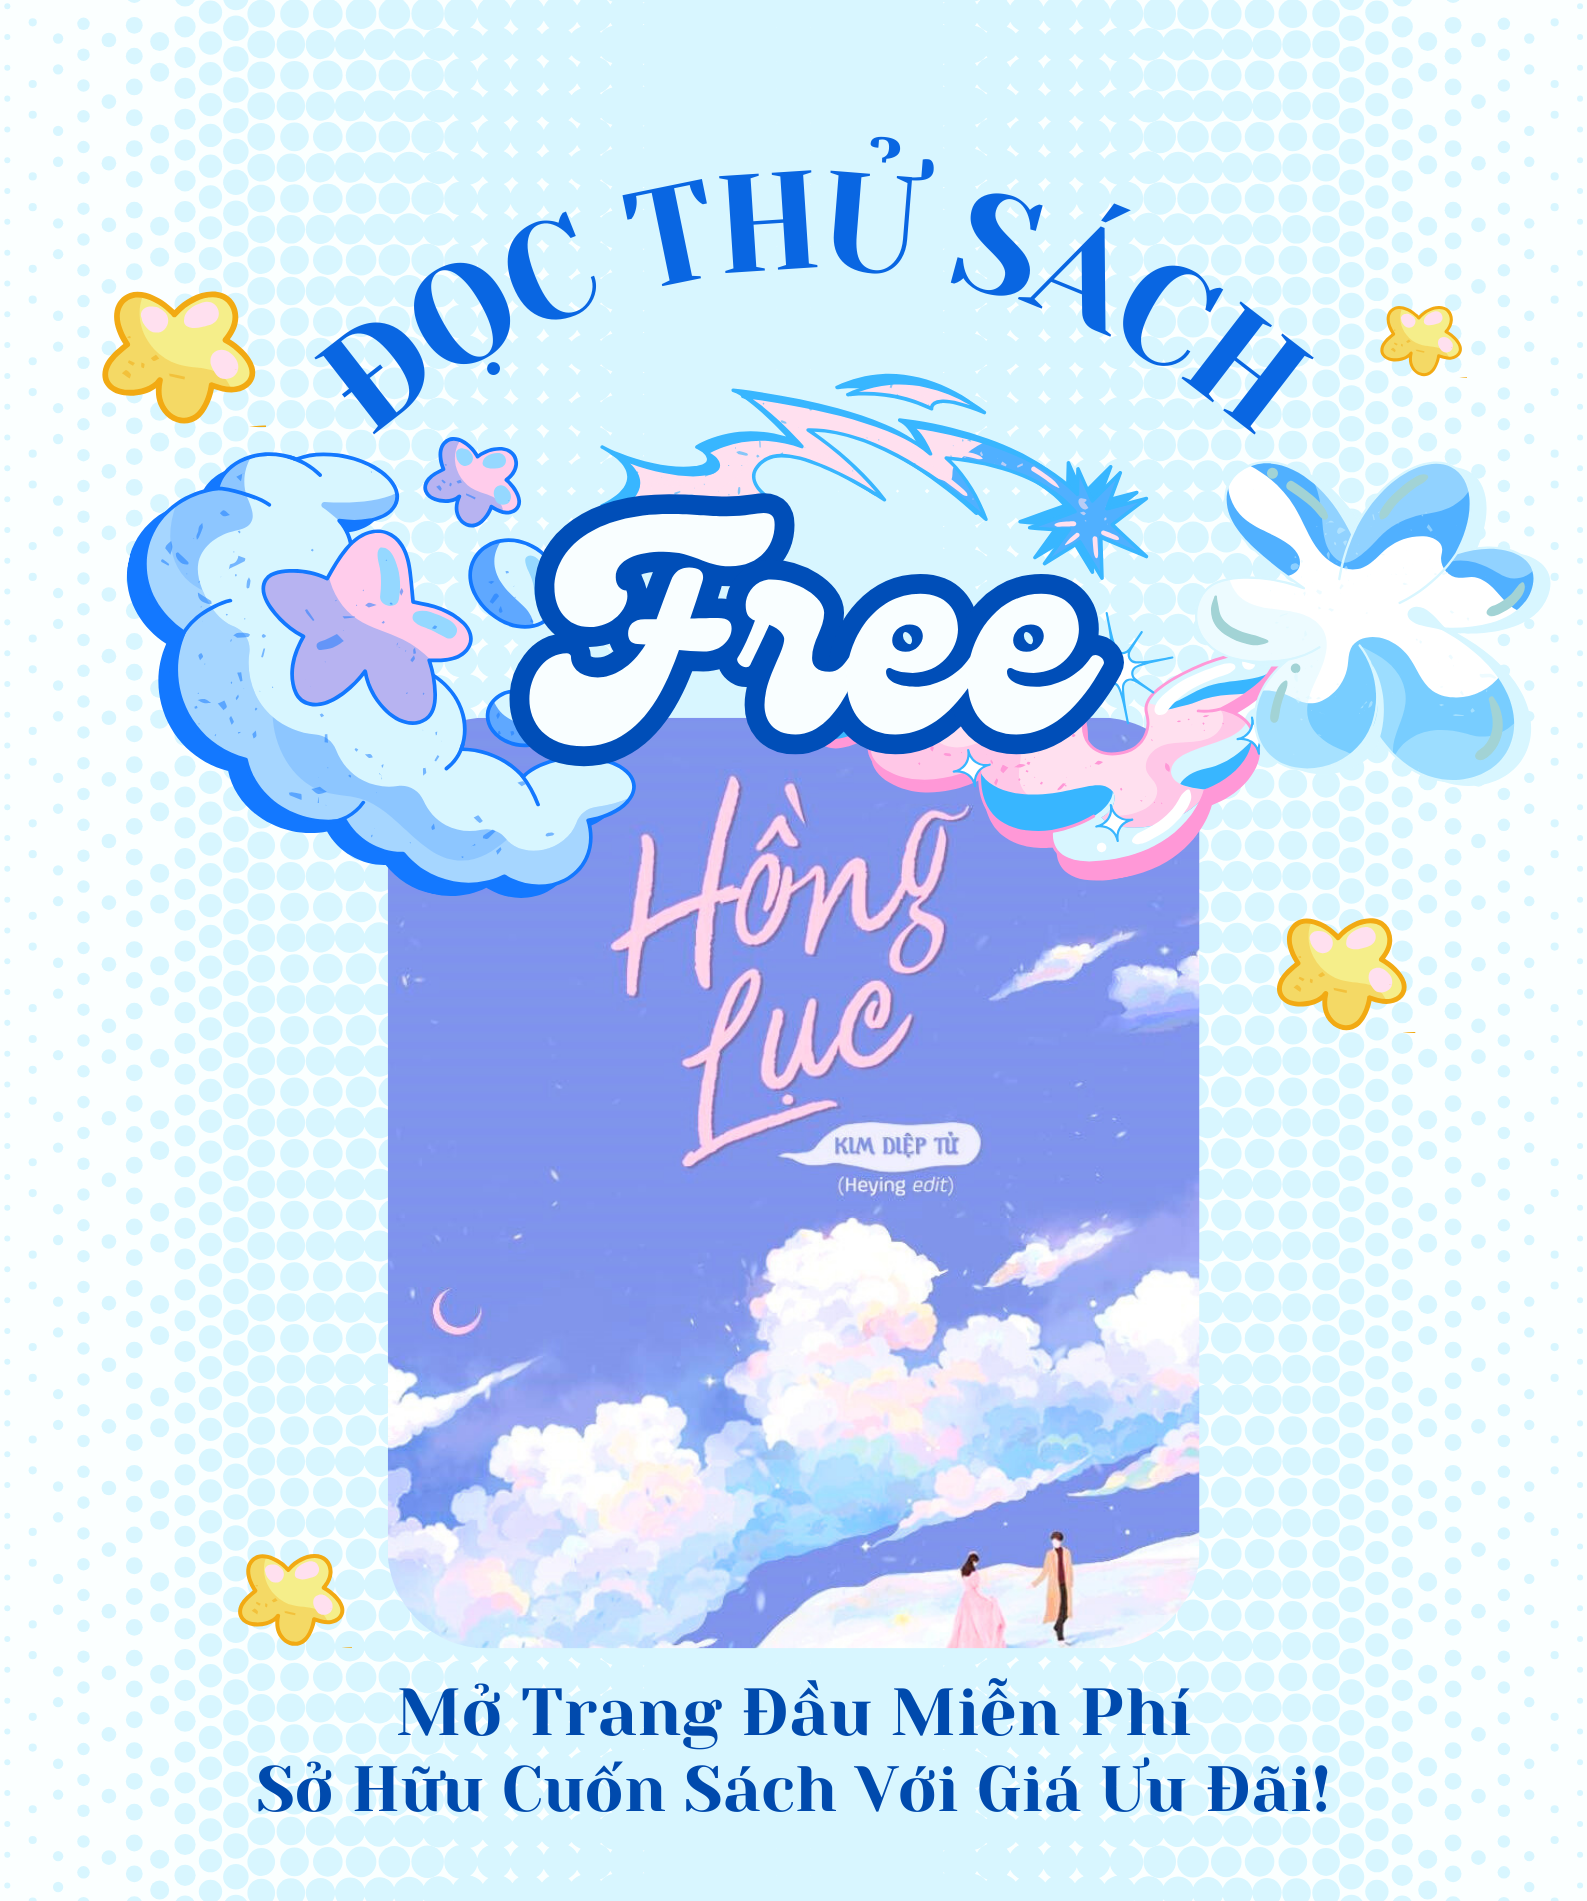 ĐỌC THỬ SÁCH
Free
Hồng
Lục
KIM DIỆP TỬ
(Heying edit)
Mở Trang Đầu Miễn Phí
Sở Hữu Cuốn Sách Với Giá Ưu Đãi!